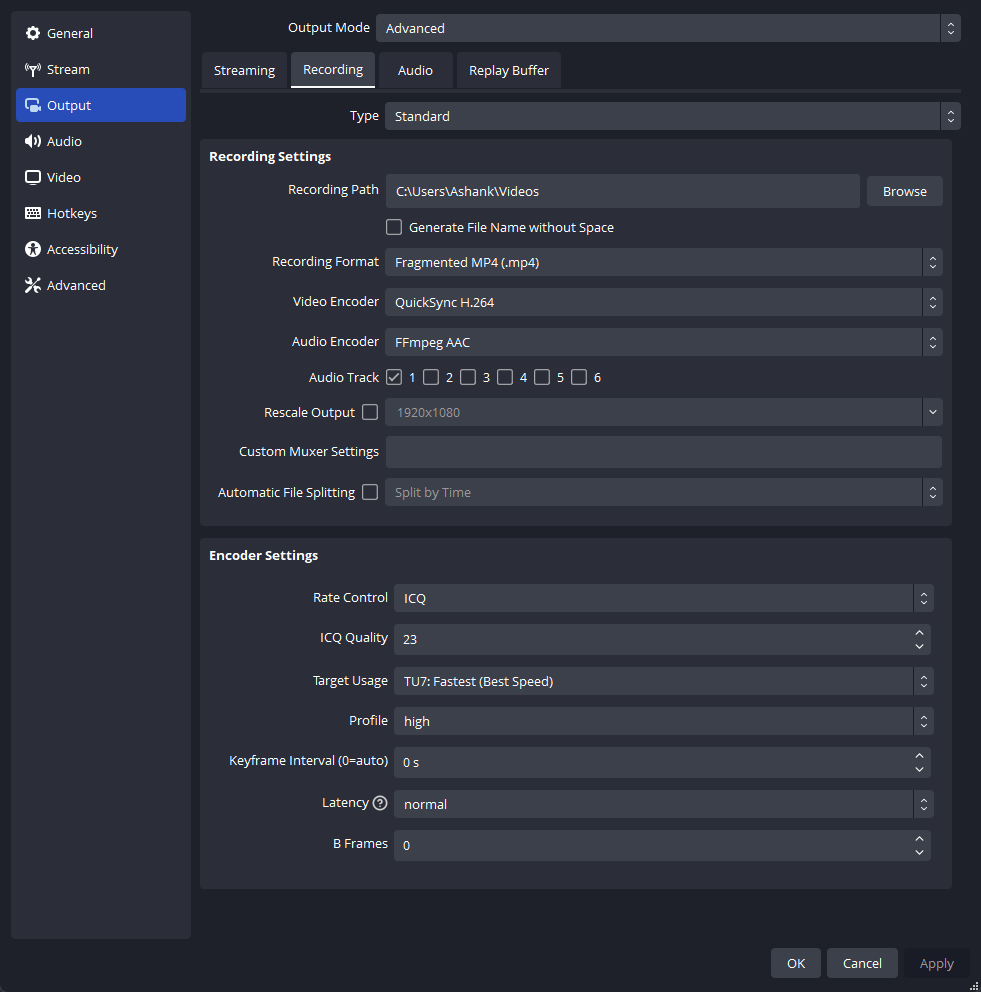 General
Stream
Output
Audio
Video
Hotkeys
Accessibility
Advanced
Output Mode Advanced
Streaming Recording Audio Replay Buffer
Type Standard
Recording Settings
Recording Path C:\Users\Ashank\Videos Browse
Generate File Name without Space
Recording Format Fragmented MP4 (.mp4)
Video Encoder QuickSync H.264
Audio Encoder FFmpeg AAC
Audio Track 1 2 3 4 5 6
Rescale Output 1920x1080
Custom Muxer Settings
Automatic File Splitting Split by Time
Encoder Settings
Rate Control ICQ
ICQ Quality 23
Target Usage TU7: Fastest (Best Speed)
Profile high
Keyframe Interval (0=auto) 0 s
Latency ? normal
B Frames 0
OK Cancel Apply